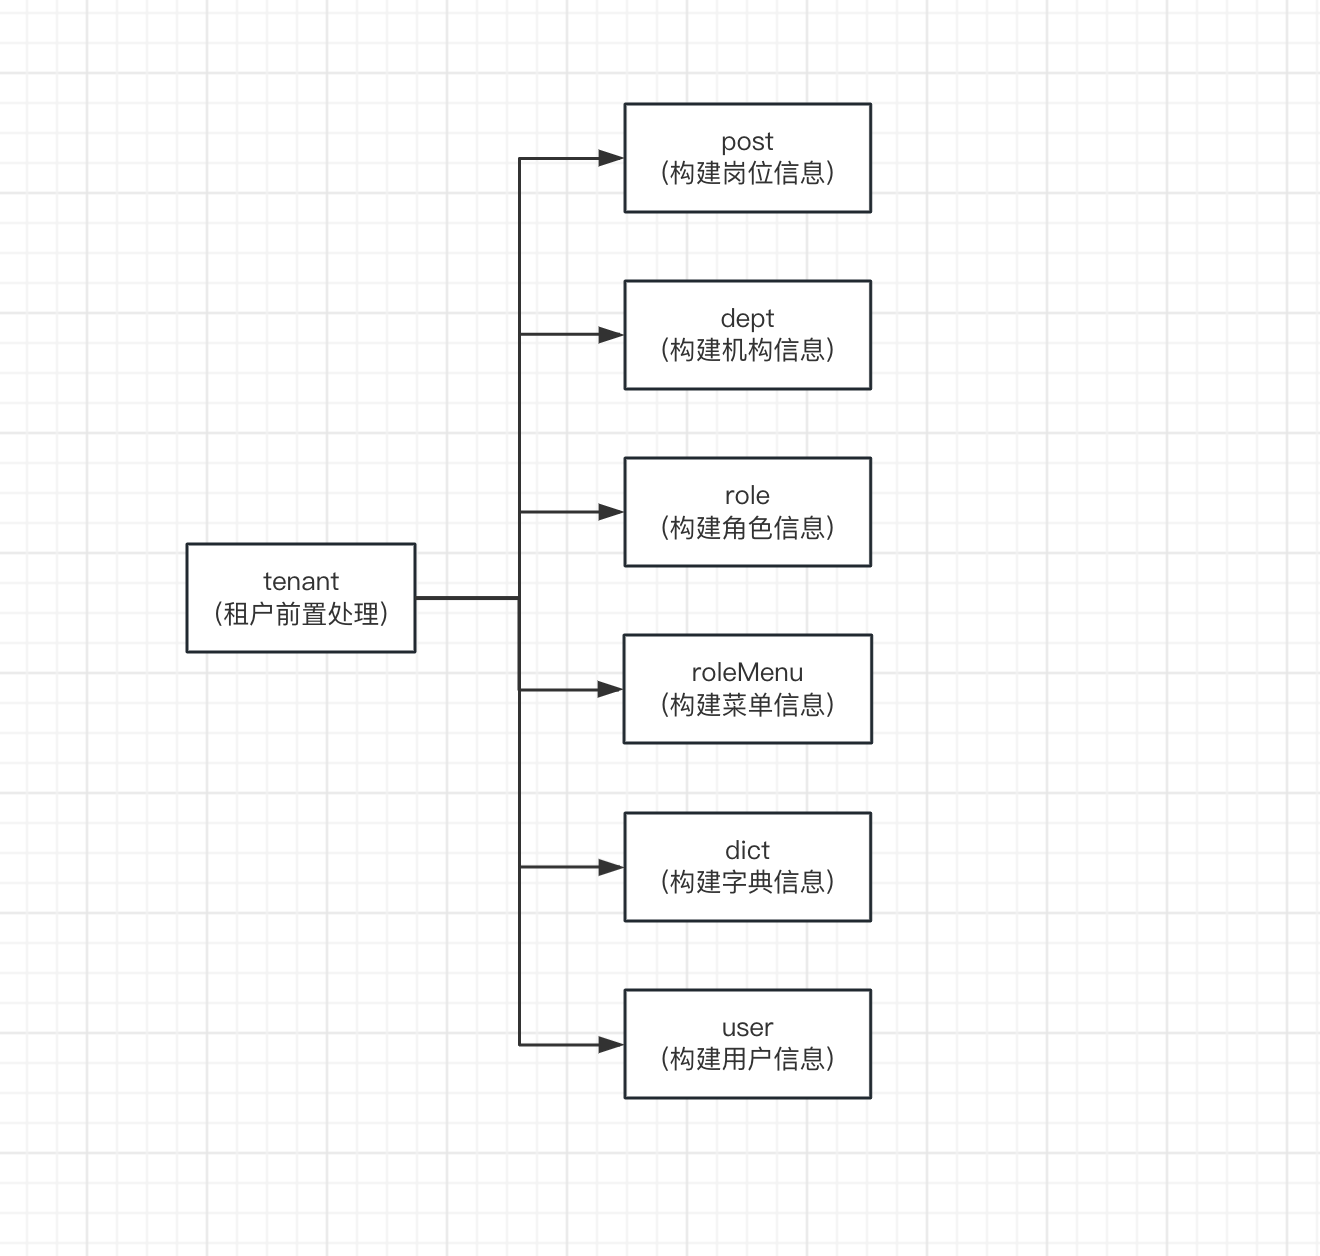 post
(构建岗位信息)
dept
(构建机构信息)
role
(构建角色信息)
tenant
(租户前置处理)
roleMenu
(构建菜单信息)
dict
(构建字典信息)
user
(构建用户信息)